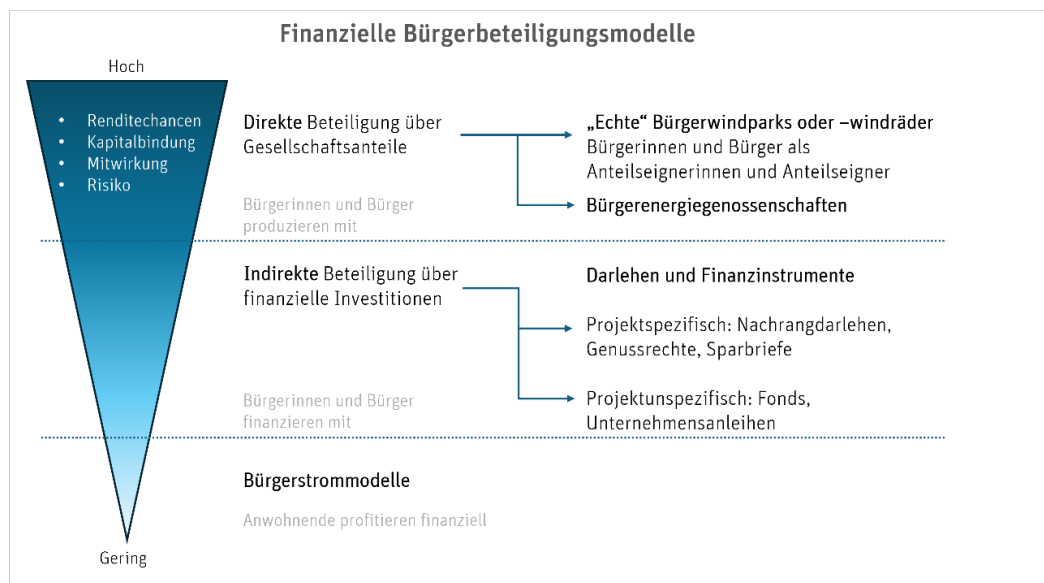 Finanzielle Bürgerbeteiligungsmodelle
Hoch
• Renditechancen
• Kapitalbindung
• Mitwirkung
• Risiko
Direkte Beteiligung über
Gesellschaftsanteile
„Echte“ Bürgerwindparks oder –windräder
Bürgerinnen und Bürger als
Anteilseignerinnen und Anteilseigner
Bürgerinnen und Bürger
produzieren mit
Bürgerenergiegenossenschaften
Indirekte Beteiligung über
finanzielle Investitionen
Darlehen und Finanzinstrumente
Projektspezifisch: Nachrangdarlehen,
Genussrechte, Sparbriefe
Bürgerinnen und Bürger
finanzieren mit
Projektunspezifisch: Fonds,
Unternehmensanleihen
Bürgerstrommodelle
Anwohnende profitieren finanziell
Gering